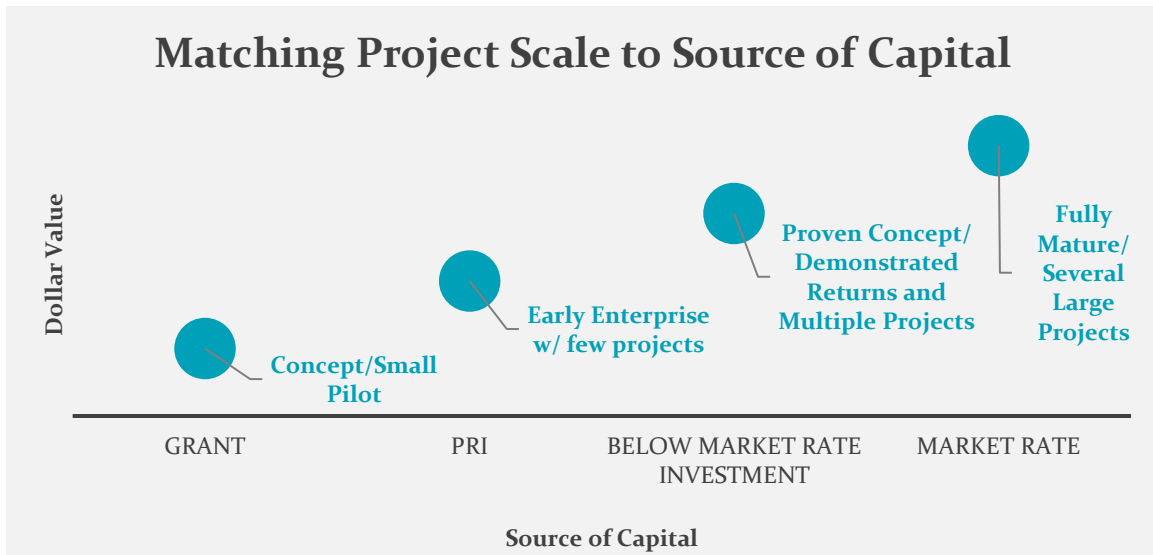 Matching Project Scale to Source of Capital
Dollar Value
Concept/Small
Pilot
Early Enterprise
w/ few projects
Proven Concept/
Demonstrated
Returns and
Multiple Projects
Fully
Mature/
Several
Large
Projects
GRANT
PRI
BELOW MARKET RATE
INVESTMENT
MARKET RATE
Source of Capital